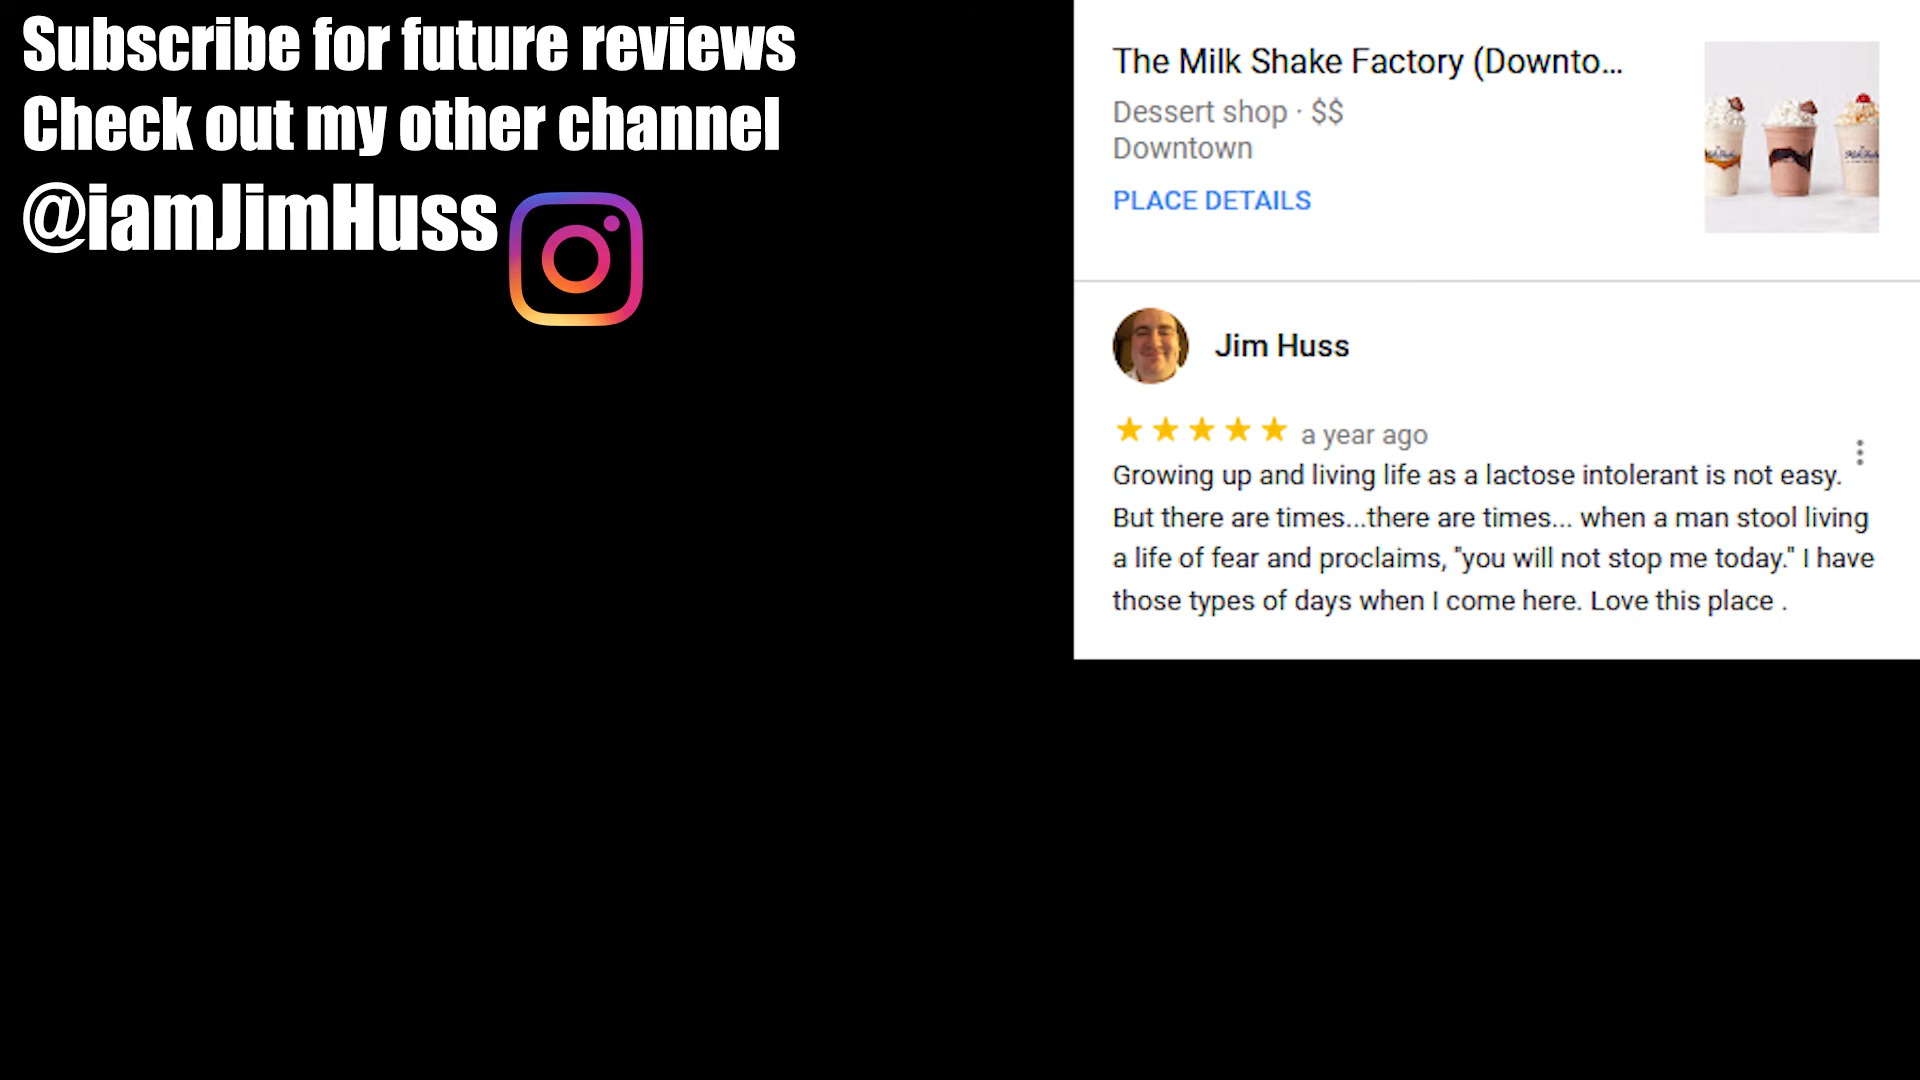 Subscribe for future reviews
Check out my other channel
@iamJimHuss
The Milk Shake Factory (Downto...
Dessert shop · $$
Downtown
PLACE DETAILS
Jim Huss
a year ago
Growing up and living life as a lactose intolerant is not easy.
But there are times...there are times... when a man stool living
a life of fear and proclaims, "you will not stop me today." I have
those types of days when I come here. Love this place .